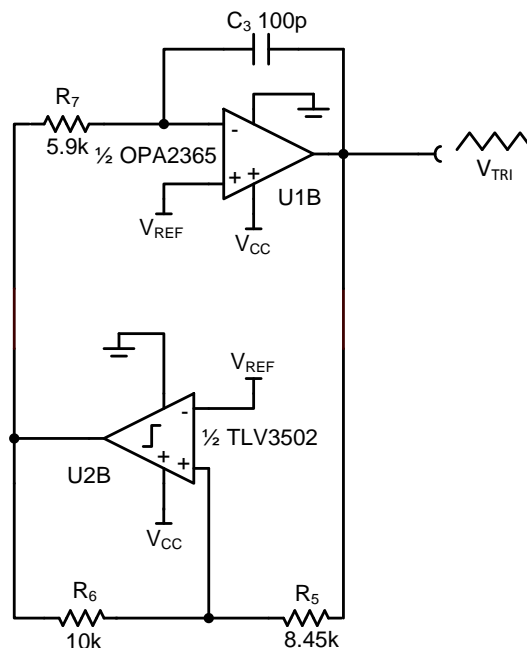 C3 100p
R7
5.9k
½ OPA2365
-
+
+
U1B
VREF
VCC
VTRI
VREF
-
½ TLV3502
+
+
U2B
VCC
R6
10k
R5
8.45k